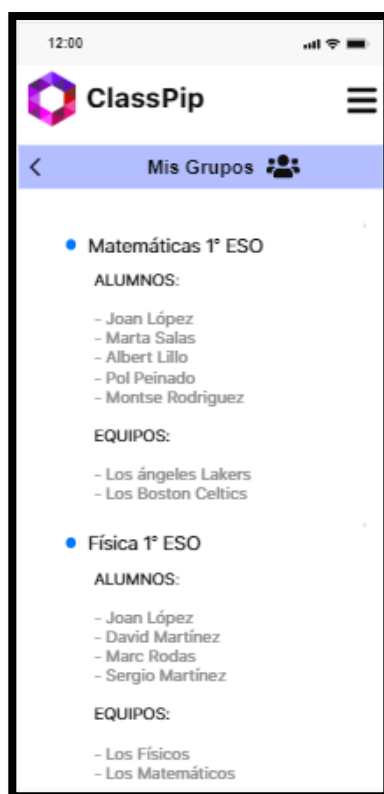 12:00
ClassPip
Mis Grupos
Matemáticas 1º ESO
ALUMNOS:
- Joan López
- Marta Salas
- Albert Lillo
- Pol Peinado
- Montse Rodriguez
EQUIPOS:
- Los ángeles Lakers
- Los Boston Celtics
Física 1º ESO
ALUMNOS:
- Joan López
- David Martínez
- Marc Rodas
- Sergio Martínez
EQUIPOS:
- Los Físicos
- Los Matemáticos